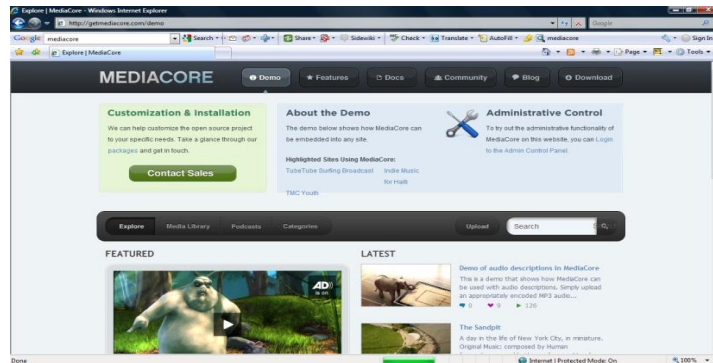 Explore | MediaCore - Windows Internet Explorer
http://getmediacore.com/demo
Google
Google mediacore Search Share Sidewiki Check Translate AutoFill mediacore Sign In
Explore | MediaCore
Page Tools
MEDIACORE
Demo Features Docs Community Blog Download
Customization & Installation
We can help customize the open source project
to your specific needs. Take a glance through our
packages and get in touch.
Contact Sales
About the Demo
The demo below shows how MediaCore can
be embedded into any site.
Highlighted Sites Using MediaCore:
TubeTube Surfing Broadcast
Indie Music
for Haiti
TMC Youth
Administrative Control
To try out the administrative functionality of
MediaCore on this website, you can Login
to the Admin Control Panel.
Explore Media Library Podcasts Categories Upload Search
FEATURED
AD))
is on
LATEST
Demo of audio descriptions in MediaCore
This is a demo that shows how MediaCore can
be used with audio descriptions. Simply upload
an appropriately encoded MP3 audio...
0 9 126
The Sandpit
A day in the life of New York City, in miniature.
Original Music: composed by Human
Done
Internet | Protected Mode: On
100%